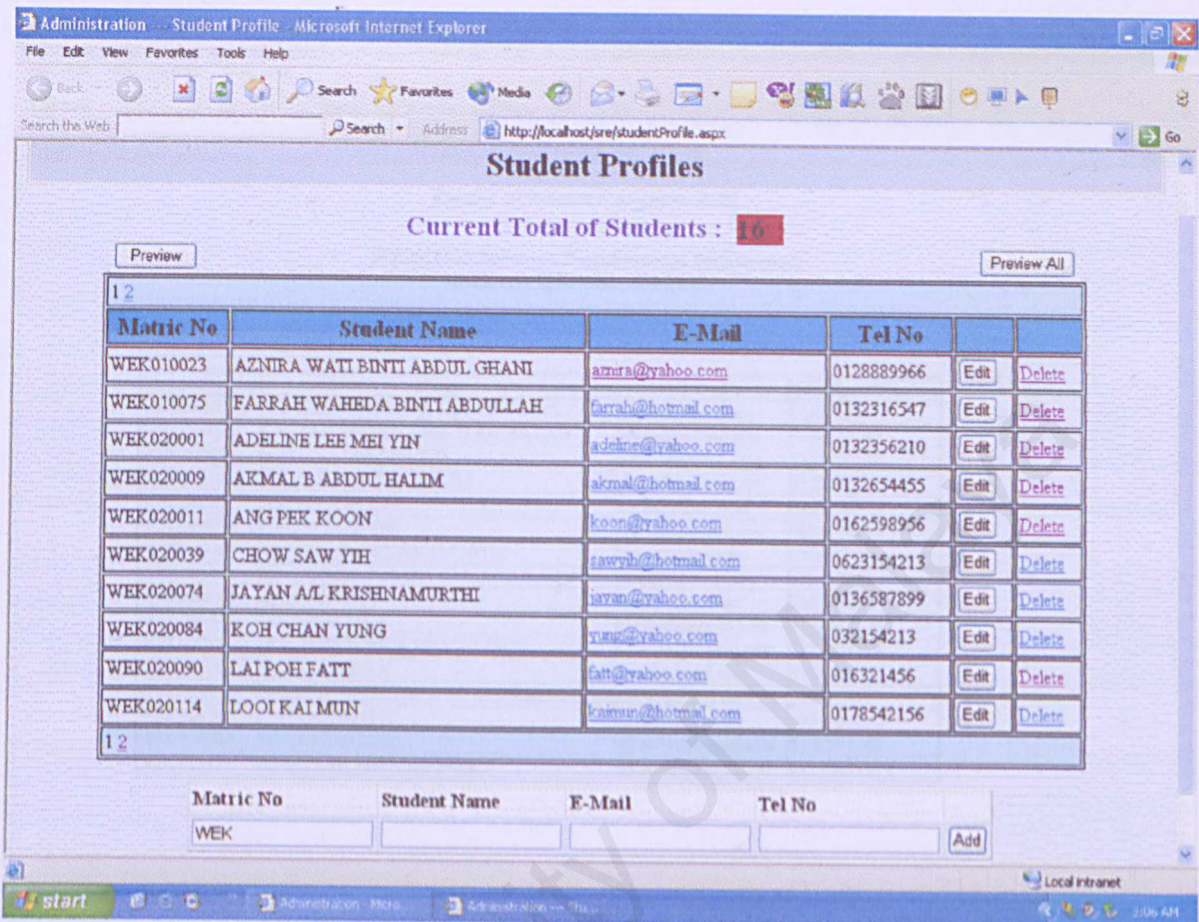 Administration --- Student Profile - Microsoft Internet Explorer
File Edit View Favorites Tools Help
Back Search Favorites Media
Search the Web Search Address http://localhost/sre/studentProfile.aspx Go
Student Profiles
Current Total of Students : 16
Preview Preview All
1 2
Matric No Student Name E-Mail Tel No
WEK010023 AZNIRA WATI BINTI ABDUL GHANI aznira@yahoo.com 0128889966 Edit Delete
WEK010075 FARRAH WAHEDA BINTI ABDULLAH farrah@hotmail.com 0132316547 Edit Delete
WEK020001 ADELINE LEE MEI YIN adeline@yahoo.com 0132356210 Edit Delete
WEK020009 AKMAL B ABDUL HALIM akmal@hotmail.com 0132654455 Edit Delete
WEK020011 ANG PEK KOON koon@yahoo.com 0162598956 Edit Delete
WEK020039 CHOW SAW YIH sawyih@hotmail.com 0623154213 Edit Delete
WEK020074 JAYAN A/L KRISHNAMURTHI jayan@yahoo.com 0136587899 Edit Delete
WEK020084 KOH CHAN YUNG yung@yahoo.com 032154213 Edit Delete
WEK020090 LAI POH FATT fatt@yahoo.com 016321456 Edit Delete
WEK020114 LOOI KAI MUN kaimun@hotmail.com 0178542156 Edit Delete
1 2
Matric No Student Name E-Mail Tel No
WEK Add
Local intranet
start Administration - Micro... Administration --- Stu... 3:06 AM